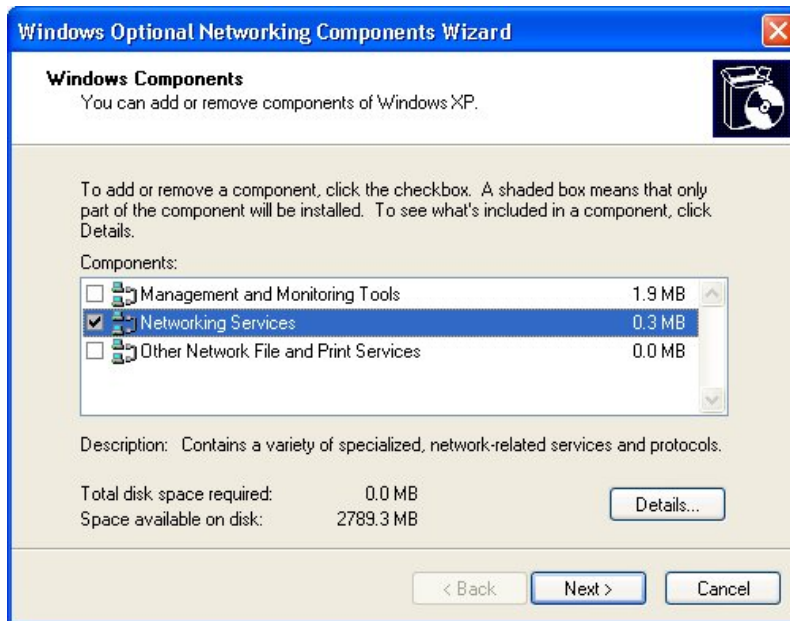 Windows Optional Networking Components Wizard
Windows Components
You can add or remove components of Windows XP.
To add or remove a component, click the checkbox. A shaded box means that only
part of the component will be installed. To see what's included in a component, click
Details.
Components:
Management and Monitoring Tools 1.9 MB
Networking Services 0.3 MB
Other Network File and Print Services 0.0 MB
Description: Contains a variety of specialized, network-related services and protocols.
Total disk space required: 0.0 MB
Space available on disk: 2789.3 MB
Details...
< Back Next > Cancel